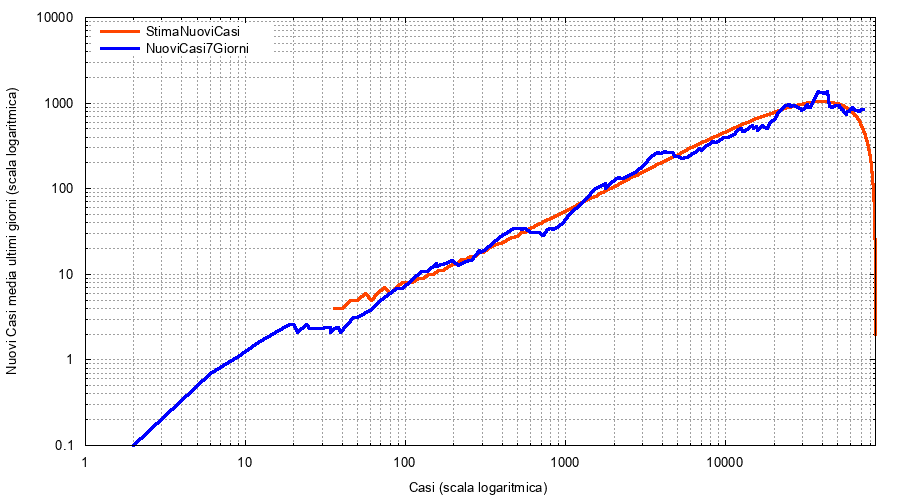 10000
StimaNuoviCasi
NuoviCasi7Giorni
1000
100
10
1
0.1
Nuovi Casi media ultimi giorni (scala logaritmica)
1 10 100 1000 10000
Casi (scala logaritmica)